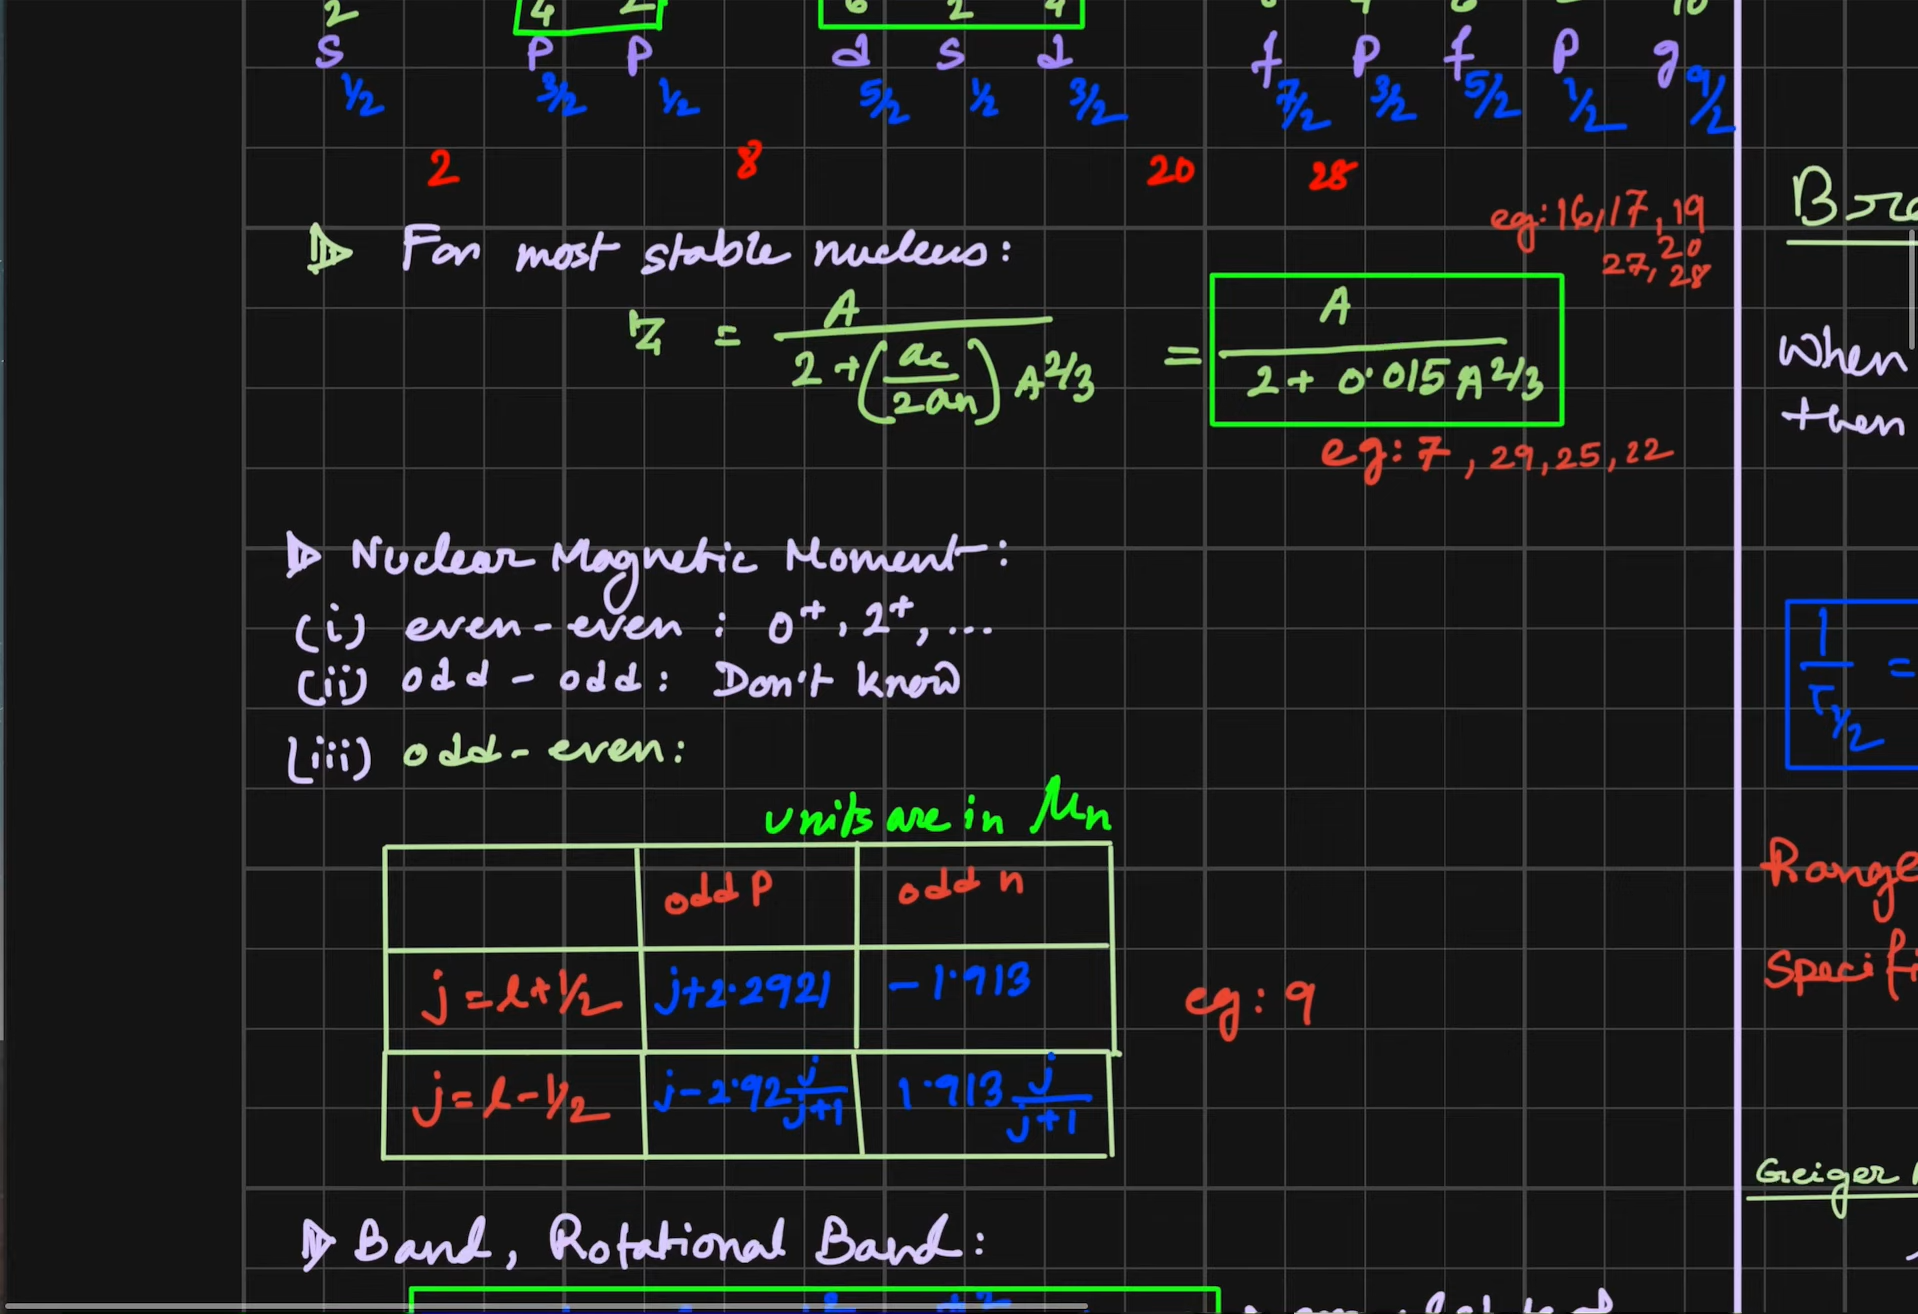 2 4 2 6 2 4 10
s p p d s d f p f p g
1/2 3/2 1/2 5/2 1/2 3/2 7/2 3/2 5/2 1/2 9/2
2 8 20 28
eg: 16, 17, 19
20
27, 28
For most stable nucleus:
Z = A / (2 + (ac/2an) A^2/3) = A / (2 + 0.015 A^2/3)
eg: 7, 29, 25, 22
Nuclear Magnetic Moment:
(i) even-even: 0+, 2+, ...
(ii) odd-odd: Don't know
(iii) odd-even:
units are in μn
odd p odd n
j = l+1/2 j+2.2921 -1.913
eg: 9
j = l-1/2 j-2.92 j/j+1 1.913 j/j+1
Band, Rotational Band:
When
then
1/T1/2 =
Range
Geiger